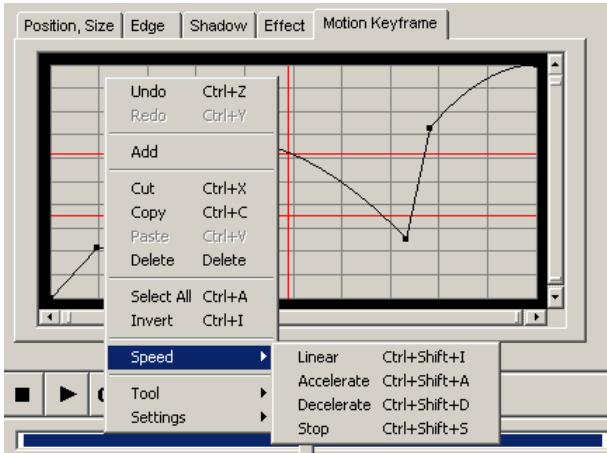 Position, Size Edge Shadow Effect Motion Keyframe
Undo Ctrl+Z
Redo Ctrl+Y
Add
Cut Ctrl+X
Copy Ctrl+C
Paste Ctrl+V
Delete Delete
Select All Ctrl+A
Invert Ctrl+I
Speed
Linear Ctrl+Shift+I
Accelerate Ctrl+Shift+A
Tool
Decelerate Ctrl+Shift+D
Settings
Stop Ctrl+Shift+S